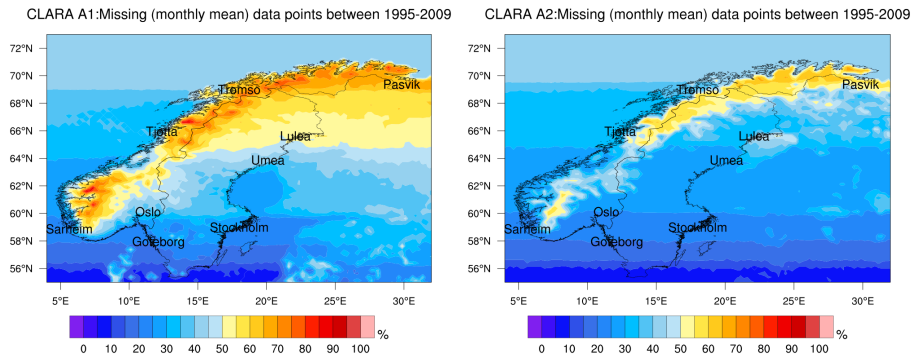 CLARA A1:Missing (monthly mean) data points between 1995-2009
72°N
70°N
68°N
66°N
64°N
62°N
60°N
58°N
56°N
Tromso
Pasvik
Tjotta
Lulea
Umea
Oslo
Sarheim
Stockholm
Goteborg
5°E 10°E 15°E 20°E 25°E 30°E
0 10 20 30 40 50 60 70 80 90 100 %
CLARA A2:Missing (monthly mean) data points between 1995-2009
72°N
70°N
68°N
66°N
64°N
62°N
60°N
58°N
56°N
Tromso
Pasvik
Tjotta
Lulea
Umea
Oslo
Sarheim
Stockholm
Goteborg
5°E 10°E 15°E 20°E 25°E 30°E
0 10 20 30 40 50 60 70 80 90 100 %